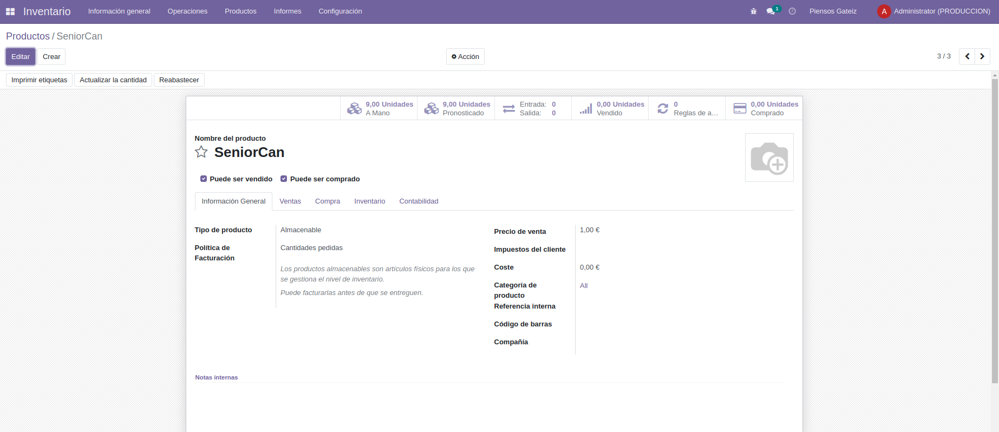 Inventario Información general Operaciones Productos Informes Configuración 1 Piensos Gateiz A Administrator (PRODUCCION)
Productos / SeniorCan
Editar Crear Acción 3 / 3
Imprimir etiquetas Actualizar la cantidad Reabastecer
9,00 Unidades 9,00 Unidades Entrada: 0 0,00 Unidades 0 0,00 Unidades
A Mano Pronosticado Salida: 0 Vendido Reglas de a... Comprado
Nombre del producto
SeniorCan
Puede ser vendido Puede ser comprado
Información General Ventas Compra Inventario Contabilidad
Tipo de producto Almacenable
Política de Facturación Cantidades pedidas
Los productos almacenables son artículos físicos para los que
se gestiona el nivel de inventario.
Puede facturarlas antes de que se entreguen.
Precio de venta 1,00 €
Impuestos del cliente
Coste 0,00 €
Categoría de producto All
Referencia interna
Código de barras
Compañía
Notas internas